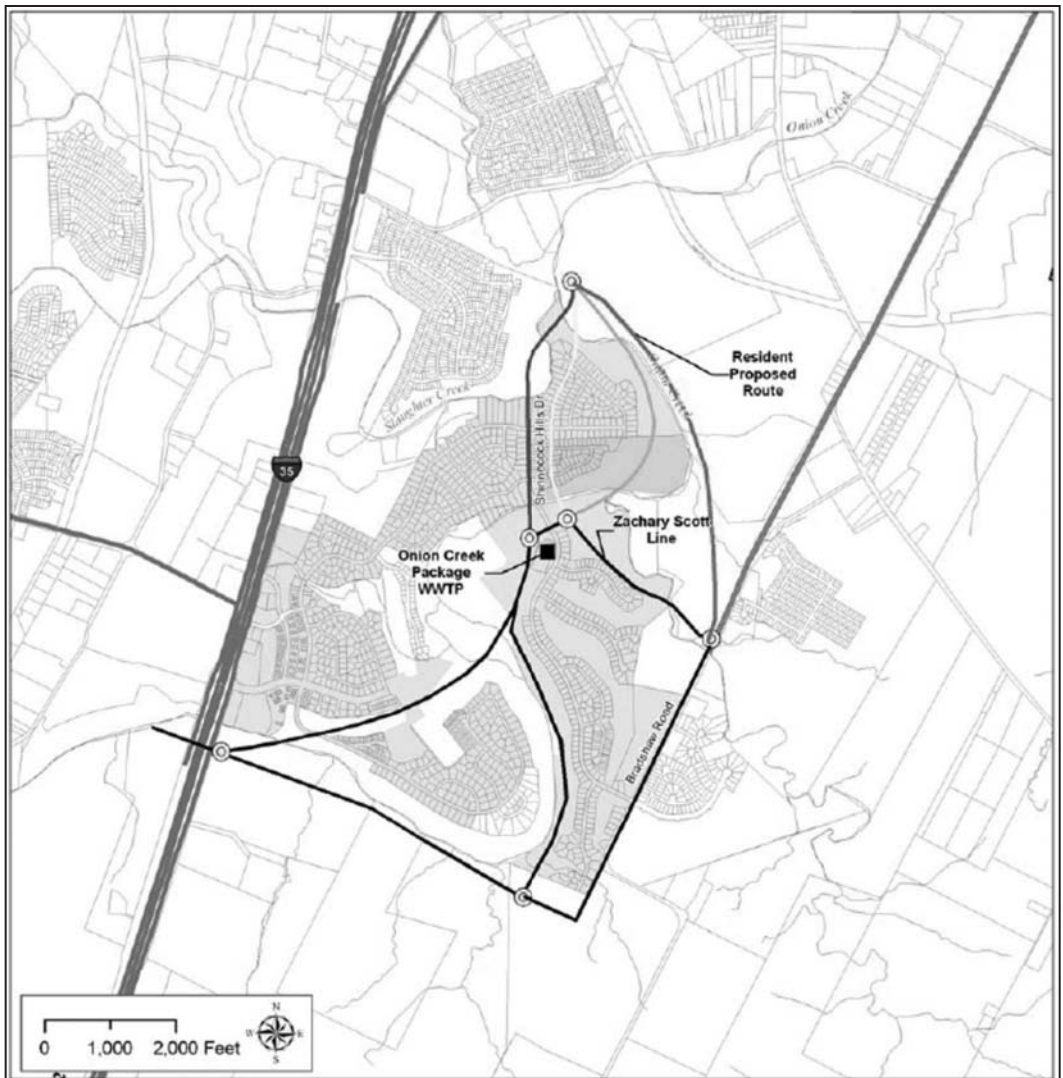 Onion Creek
Resident
Proposed
Route
Slaughter Creek
Shinnecock Hills Dr
35
Zachary Scott
Line
Onion Creek
Package
WWTP
Bradshaw Road
N
W E
S
0 1,000 2,000 Feet